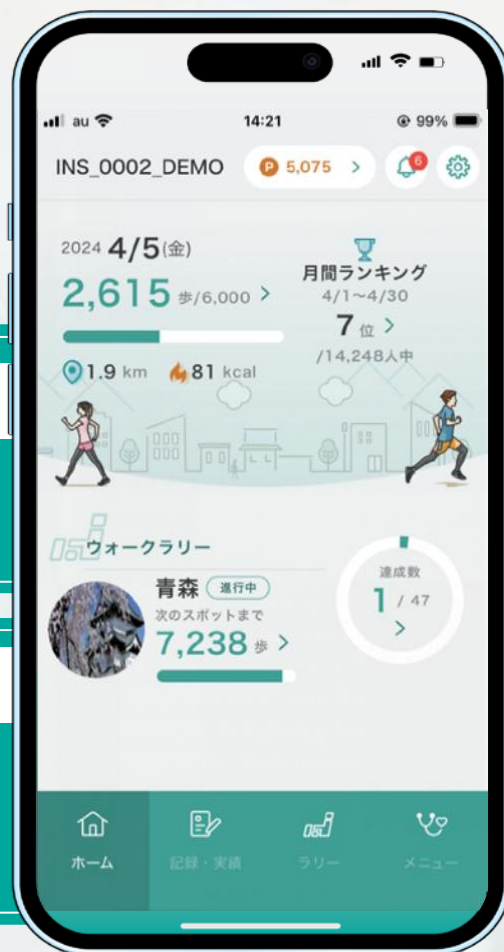 au 14:21 99%
INS_0002_DEMO P 5,075 > 6
2024 4/5(金)
2,615 歩/6,000 >
1.9 km 81 kcal
月間ランキング
4/1~4/30
7 位 >
/14,248人中
ウォークラリー
青森 進行中
次のスポットまで
7,238 歩 >
達成数
1 / 47
>
ホーム 記録・実績 ラリー メニュー